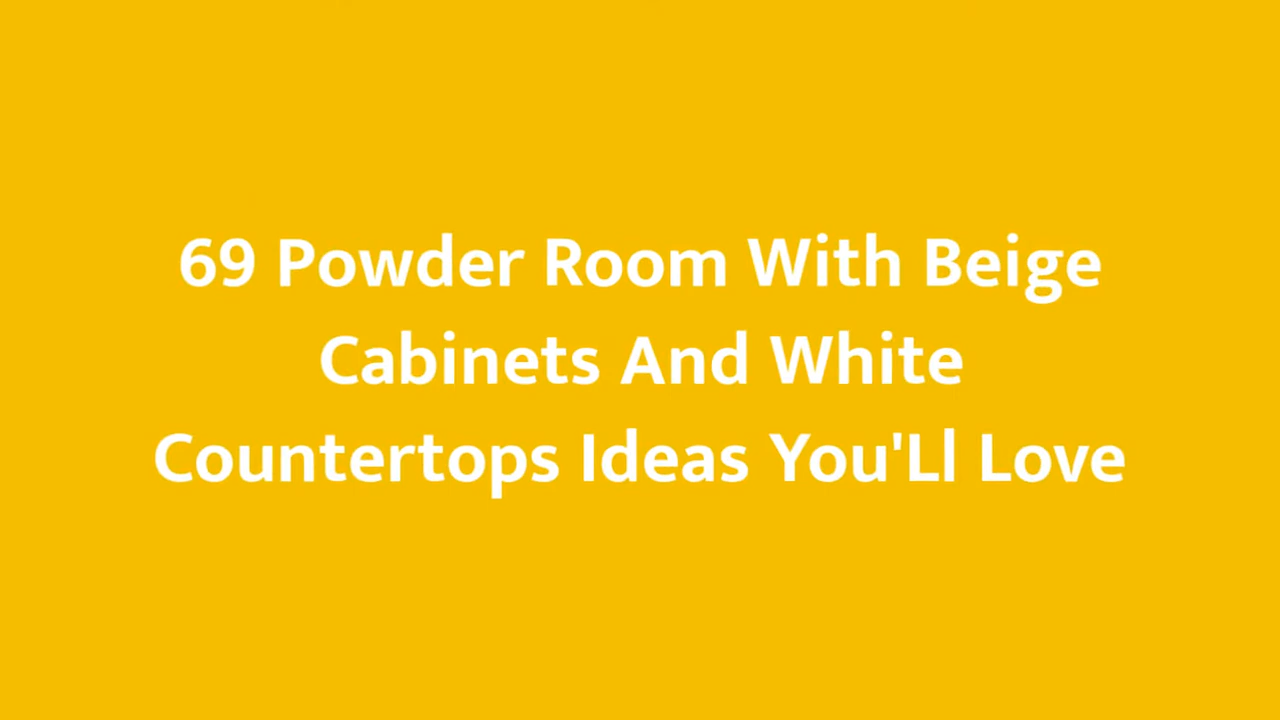 69 Powder Room With Beige
Cabinets And White
Countertops Ideas You'Ll Love